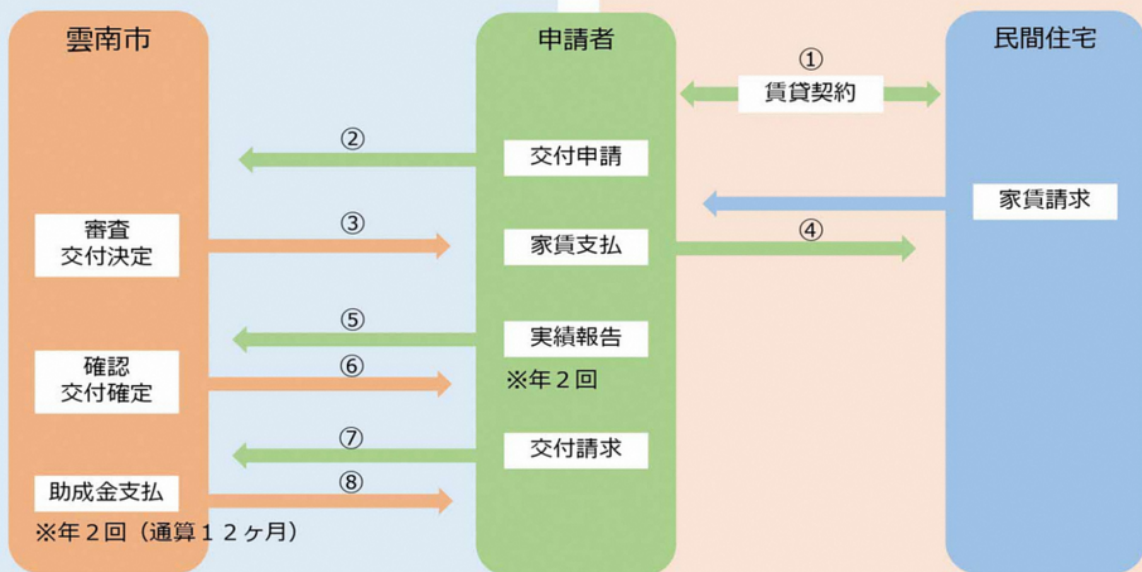 雲南市
申請者
民間住宅
①
賃貸契約
②
交付申請
家賃請求
審査
交付決定
③
家賃支払
④
⑤
実績報告
※年２回
確認
交付確定
⑥
⑦
交付請求
助成金支払
⑧
※年２回（通算１２ヶ月）